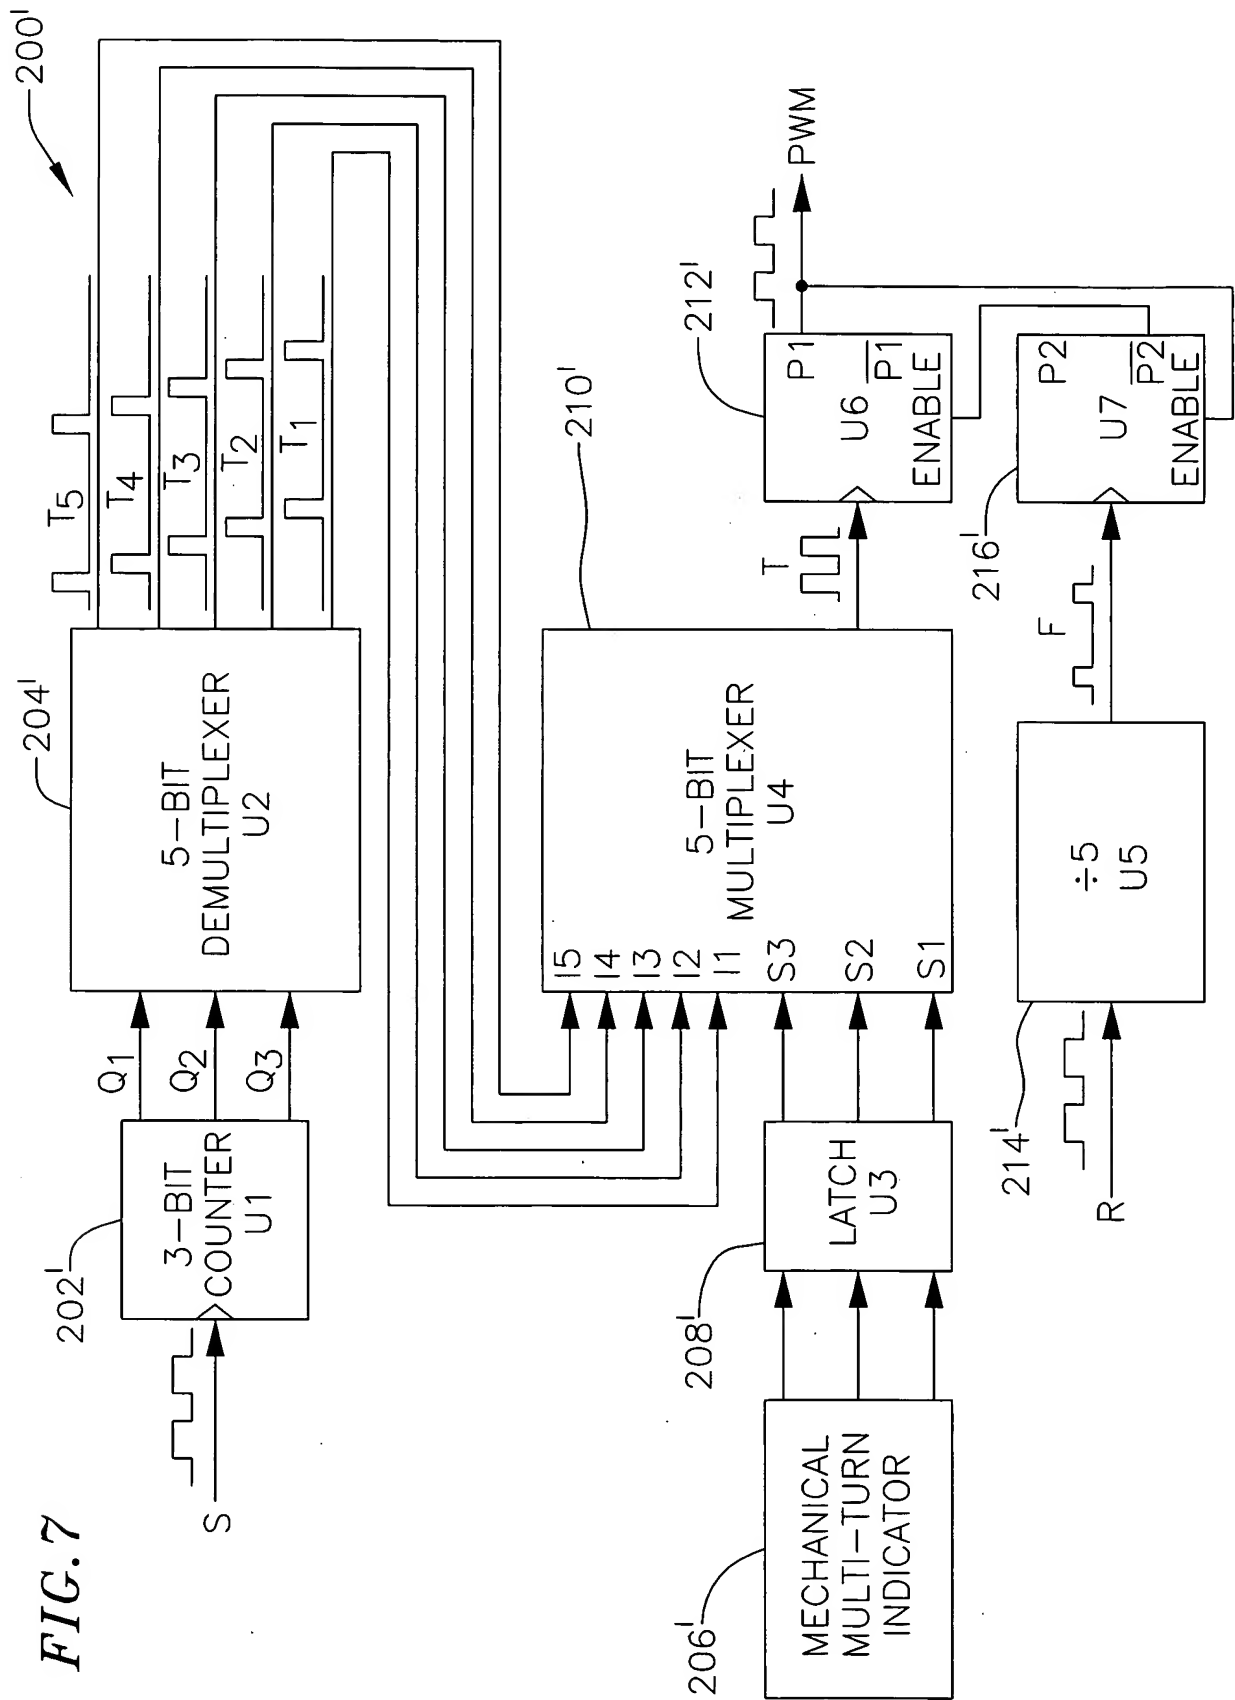 FIG.7
200'
S
202'
3-BIT
COUNTER
U1
Q1
Q2
Q3
204'
5-BIT
DEMULTIPLEXER
U2
T5
T4
T3
T2
T1
206'
MECHANICAL
MULTI-TURN
INDICATOR
208'
LATCH
U3
I5
I4
I3
I2
I1
S3
S2
S1
5-BIT
MULTIPLEXER
U4
210'
T
212'
P1
U6
P1
ENABLE
PWM
R
214'
÷5
U5
F
216'
P2
U7
P2
ENABLE